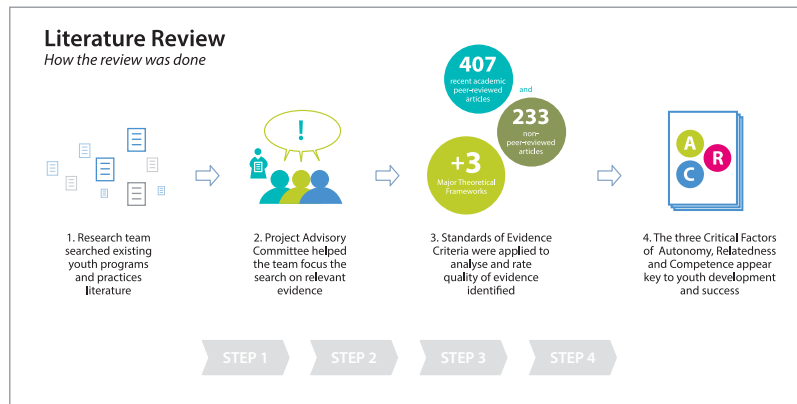 Literature Review
How the review was done
407
recent academic
peer-reviewed
articles
and
233
non-
peer-reviewed
articles
+3
Major Theoretical
Frameworks
!
A
R
C
1. Research team
searched existing
youth programs
and practices
literature
2. Project Advisory
Committee helped
the team focus the
search on relevant
evidence
3. Standards of Evidence
Criteria were applied to
analyse and rate
quality of evidence
identified
4. The three Critical Factors
of Autonomy, Relatedness
and Competence appear
key to youth development
and success
STEP 1
STEP 2
STEP 3
STEP 4